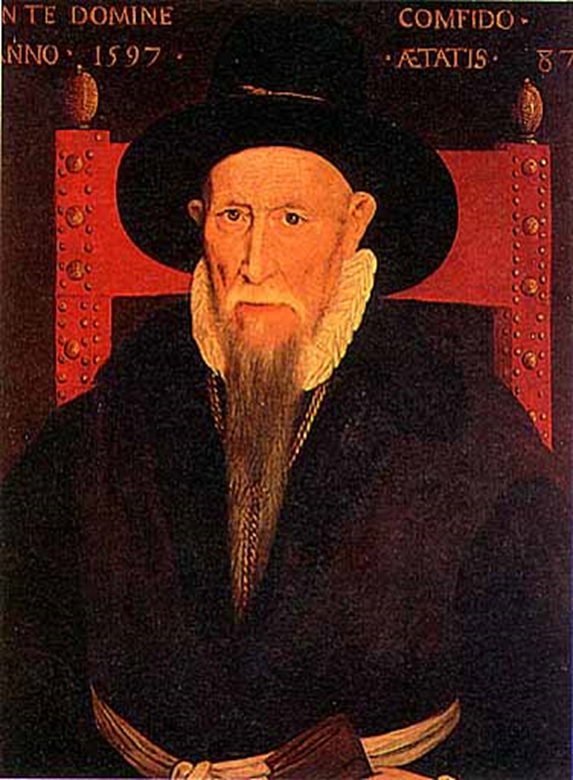 N TE DOMINE COMFIDO ·
ANNO · 1597 · · ÆTATIS · 87